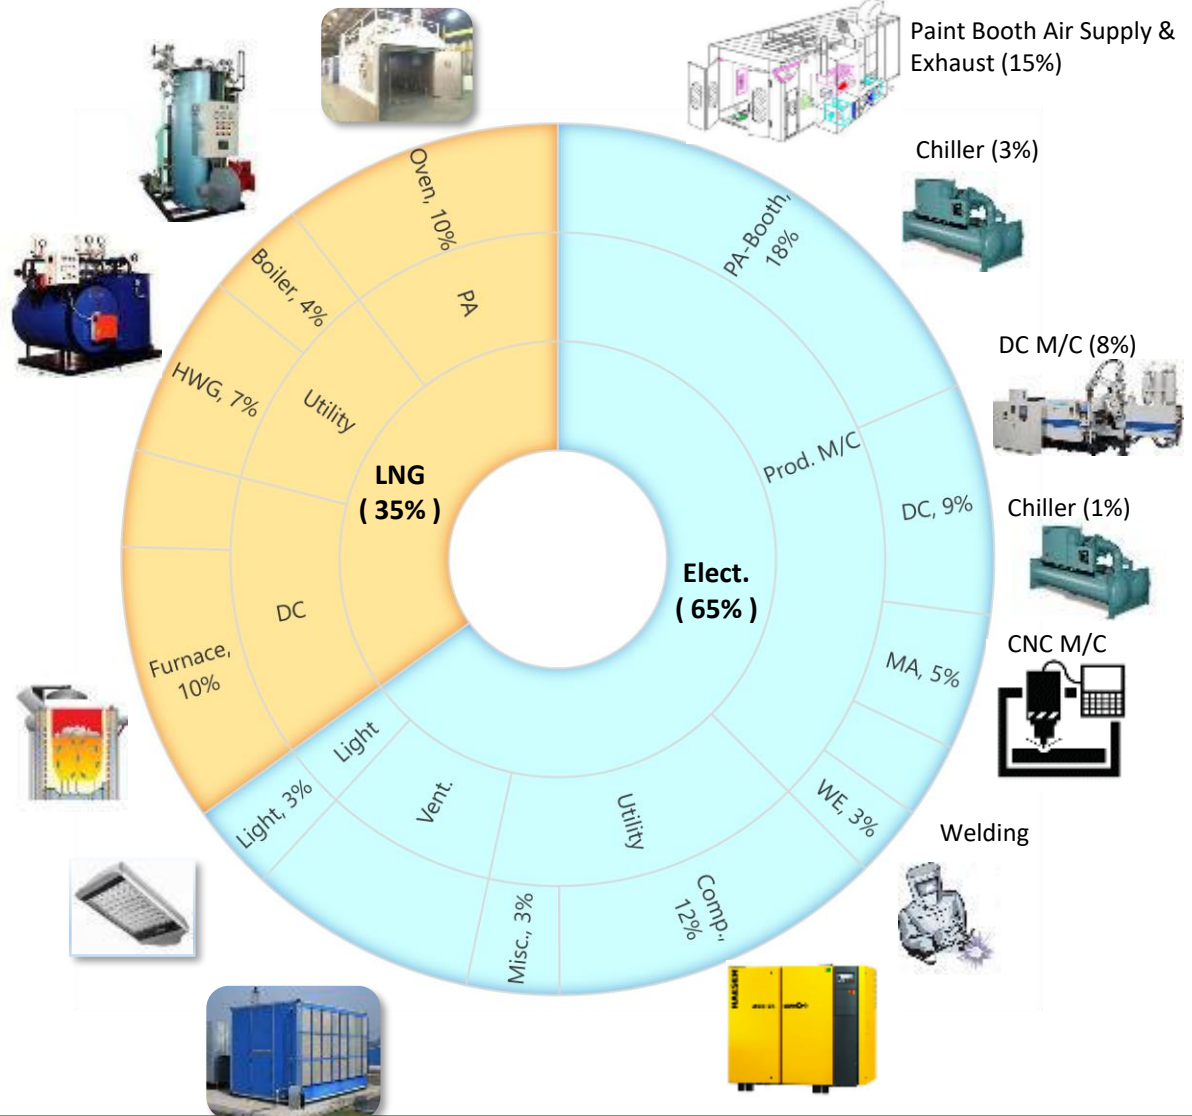 Paint Booth Air Supply &
Exhaust (15%)
Chiller (3%)
DC M/C (8%)
Chiller (1%)
CNC M/C
Welding
Oven, 10%
Boiler, 4%
HWG, 7%
Furnace,
10%
PA
Utility
DC
LNG
( 35% )
PA-Booth,
18%
Prod. M/C
DC, 9%
MA, 5%
WE, 3%
Elect.
( 65% )
Light
Vent.
Utility
Light, 3%
Misc., 3%
Comp.,
12%
KAESER